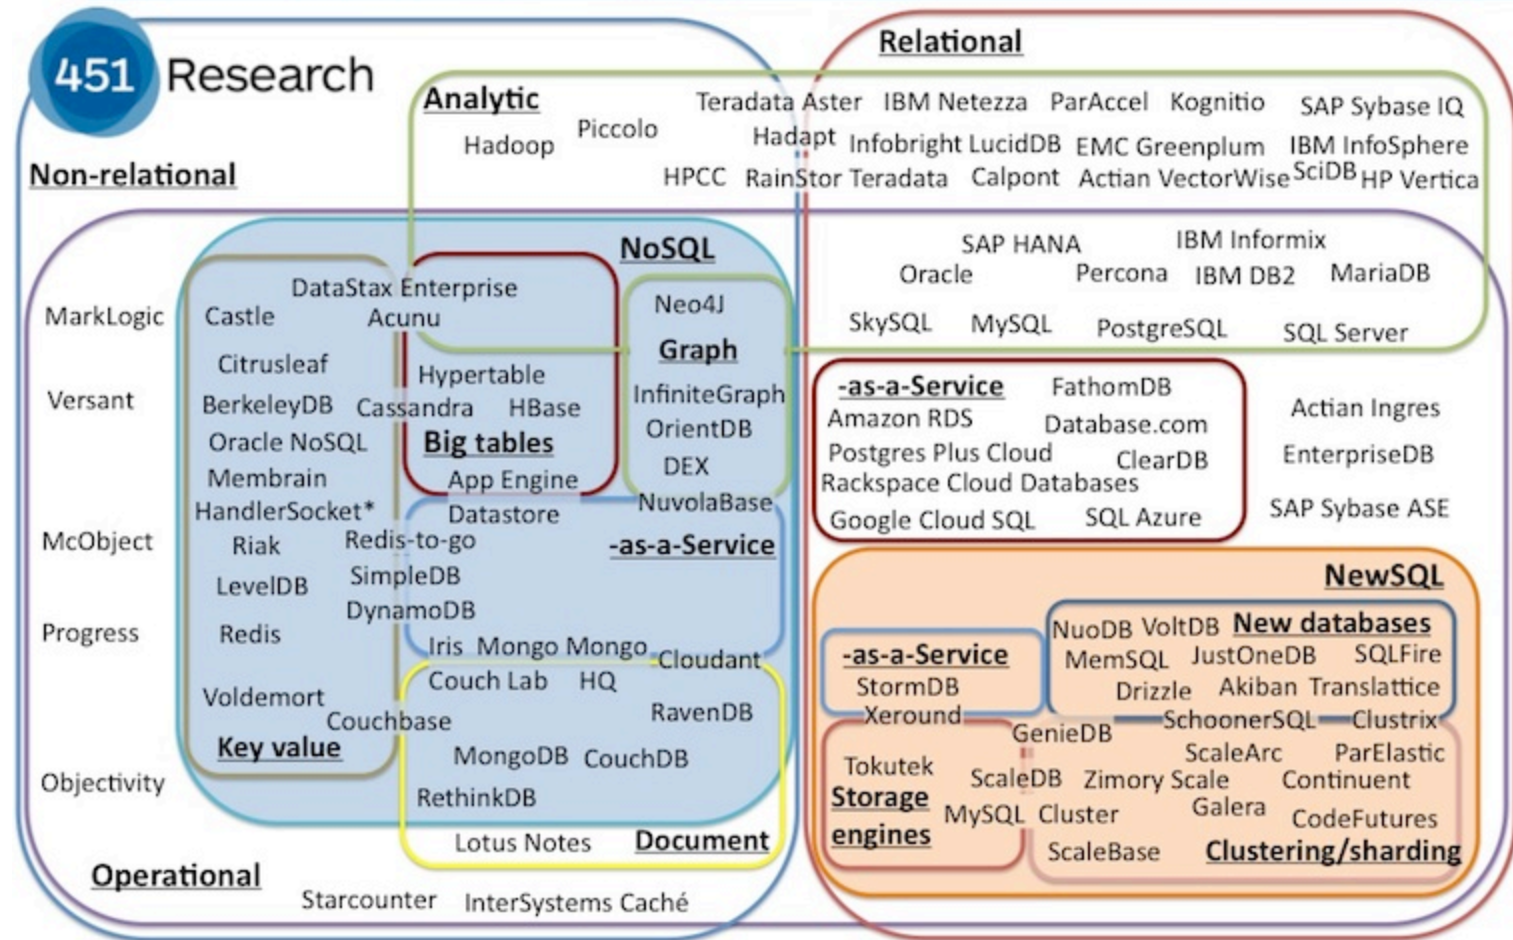 451 Research
Relational
Analytic
Teradata Aster IBM Netezza ParAccel Kognitio SAP Sybase IQ
Hadoop Piccolo Hadapt Infobright LucidDB EMC Greenplum IBM InfoSphere
HPCC RainStor Teradata Calpont Actian VectorWise SciDB HP Vertica
Non-relational
NoSQL
SAP HANA IBM Informix
Oracle Percona IBM DB2 MariaDB
SkySQL MySQL PostgreSQL SQL Server
MarkLogic
Versant
McObject
Progress
Objectivity
DataStax Enterprise
Castle Acunu
Citrusleaf
BerkeleyDB Cassandra
Oracle NoSQL
Membrain
HandlerSocket*
Riak Redis-to-go
LevelDB SimpleDB
DynamoDB
Redis
Voldemort
Couchbase
Key value
Hypertable
HBase
Big tables
App Engine
Datastore
Neo4J
Graph
InfiniteGraph
OrientDB
DEX
NuvolaBase
-as-a-Service
Iris Mongo Mongo Cloudant
Couch Lab HQ
RavenDB
MongoDB CouchDB
RethinkDB
Lotus Notes Document
Operational
Starcounter InterSystems Caché
-as-a-Service FathomDB
Amazon RDS Database.com
Postgres Plus Cloud ClearDB
Rackspace Cloud Databases
Google Cloud SQL SQL Azure
Actian Ingres
EnterpriseDB
SAP Sybase ASE
NewSQL
-as-a-Service
StormDB
Xeround
NuoDB VoltDB New databases
MemSQL JustOneDB SQLFire
Drizzle Akiban Translattice
SchoonerSQL Clustrix
GenieDB
ScaleArc ParElastic
Tokutek ScaleDB Zimory Scale Continuent
Storage
engines
MySQL Cluster Galera CodeFutures
ScaleBase Clustering/sharding